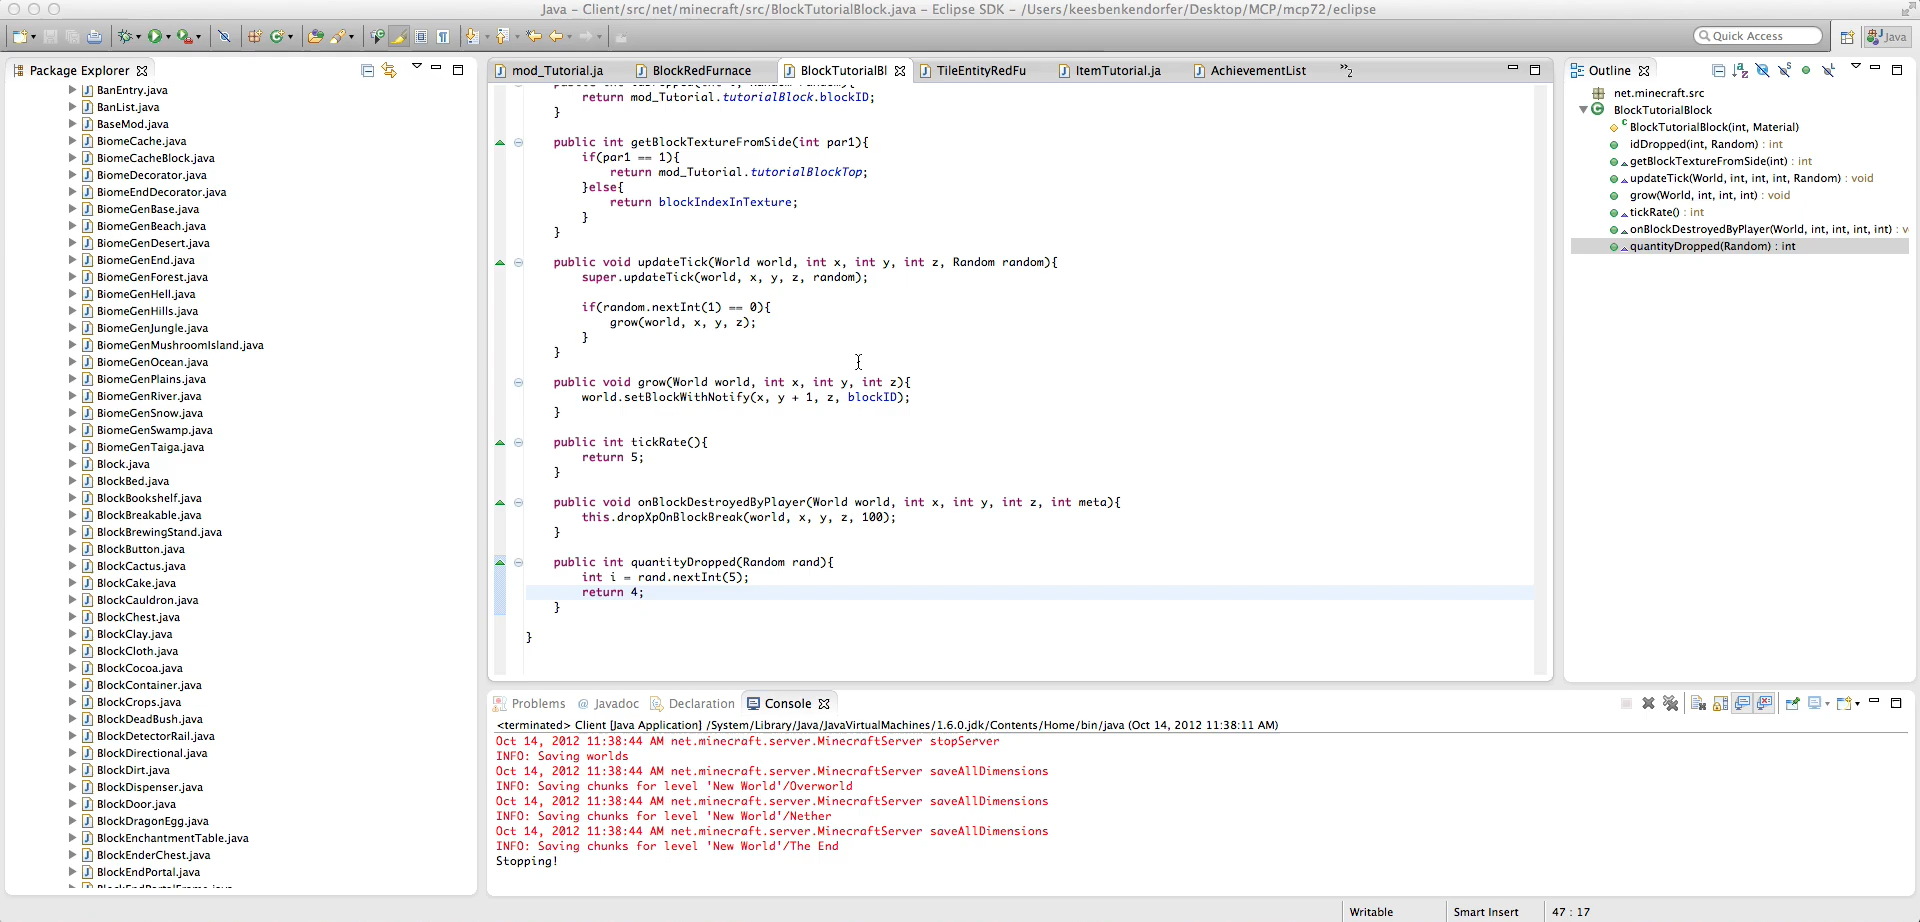 Java – Client/src/net/minecraft/src/BlockTutorialBlock.java – Eclipse SDK – /Users/keesbenkendorfer/Desktop/MCP/mcp72/eclipse
Quick Access
Java
Package Explorer
BanEntry.java
BanList.java
BaseMod.java
BiomeCache.java
BiomeCacheBlock.java
BiomeDecorator.java
BiomeEndDecorator.java
BiomeGenBase.java
BiomeGenBeach.java
BiomeGenDesert.java
BiomeGenEnd.java
BiomeGenForest.java
BiomeGenHell.java
BiomeGenHills.java
BiomeGenJungle.java
BiomeGenMushroomIsland.java
BiomeGenOcean.java
BiomeGenPlains.java
BiomeGenRiver.java
BiomeGenSnow.java
BiomeGenSwamp.java
BiomeGenTaiga.java
Block.java
BlockBed.java
BlockBookshelf.java
BlockBreakable.java
BlockBrewingStand.java
BlockButton.java
BlockCactus.java
BlockCake.java
BlockCauldron.java
BlockChest.java
BlockClay.java
BlockCloth.java
BlockCocoa.java
BlockContainer.java
BlockCrops.java
BlockDeadBush.java
BlockDetectorRail.java
BlockDirectional.java
BlockDirt.java
BlockDispenser.java
BlockDoor.java
BlockDragonEgg.java
BlockEnchantmentTable.java
BlockEnderChest.java
BlockEndPortal.java
mod_Tutorial.ja
BlockRedFurnace
BlockTutorialBl
TileEntityRedFu
ItemTutorial.ja
AchievementList
»2
return mod_Tutorial.tutorialBlock.blockID;
}
public int getBlockTextureFromSide(int par1){
if(par1 == 1){
return mod_Tutorial.tutorialBlockTop;
}else{
return blockIndexInTexture;
}
}
public void updateTick(World world, int x, int y, int z, Random random){
super.updateTick(world, x, y, z, random);
if(random.nextInt(1) == 0){
grow(world, x, y, z);
}
}
public void grow(World world, int x, int y, int z){
world.setBlockWithNotify(x, y + 1, z, blockID);
}
public int tickRate(){
return 5;
}
public void onBlockDestroyedByPlayer(World world, int x, int y, int z, int meta){
this.dropXpOnBlockBreak(world, x, y, z, 100);
}
public int quantityDropped(Random rand){
int i = rand.nextInt(5);
return 4;
}
}
Outline
net.minecraft.src
BlockTutorialBlock
BlockTutorialBlock(int, Material)
idDropped(int, Random) : int
getBlockTextureFromSide(int) : int
updateTick(World, int, int, int, Random) : void
grow(World, int, int, int) : void
tickRate() : int
onBlockDestroyedByPlayer(World, int, int, int, int) : v
quantityDropped(Random) : int
Problems
@ Javadoc
Declaration
Console
<terminated> Client [Java Application] /System/Library/Java/JavaVirtualMachines/1.6.0.jdk/Contents/Home/bin/java (Oct 14, 2012 11:38:11 AM)
Oct 14, 2012 11:38:44 AM net.minecraft.server.MinecraftServer stopServer
INFO: Saving worlds
Oct 14, 2012 11:38:44 AM net.minecraft.server.MinecraftServer saveAllDimensions
INFO: Saving chunks for level 'New World'/Overworld
Oct 14, 2012 11:38:44 AM net.minecraft.server.MinecraftServer saveAllDimensions
INFO: Saving chunks for level 'New World'/Nether
Oct 14, 2012 11:38:44 AM net.minecraft.server.MinecraftServer saveAllDimensions
INFO: Saving chunks for level 'New World'/The End
Stopping!
Writable
Smart Insert
47 : 17